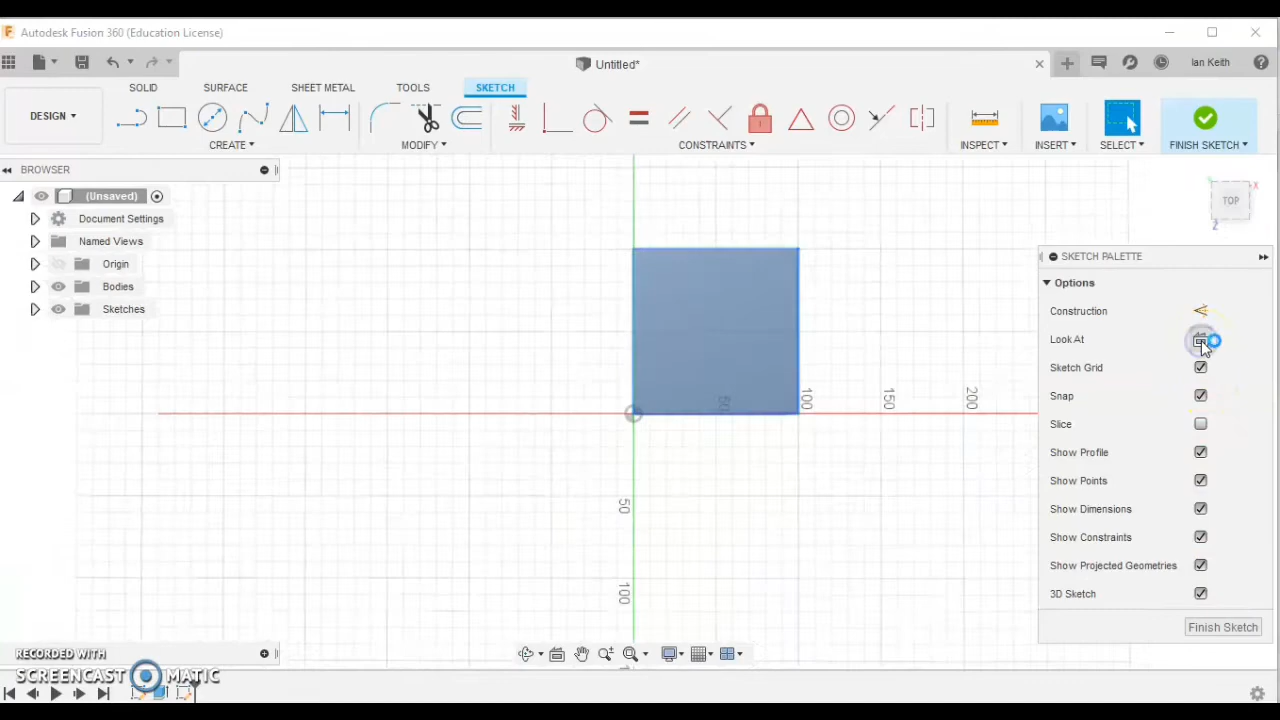 Autodesk Fusion 360 (Education License)
Untitled*
Ian Keith
DESIGN
SOLID
SURFACE
SHEET METAL
TOOLS
SKETCH
CREATE
MODIFY
CONSTRAINTS
INSPECT
INSERT
SELECT
FINISH SKETCH
BROWSER
(Unsaved)
Document Settings
Named Views
Origin
Bodies
Sketches
TOP
X
Z
SKETCH PALETTE
Options
Construction
Look At
Sketch Grid
Snap
Slice
Show Profile
Show Points
Show Dimensions
Show Constraints
Show Projected Geometries
3D Sketch
Finish Sketch
50
100
150
200
50
100
RECORDED WITH
SCREENCAST MATIC